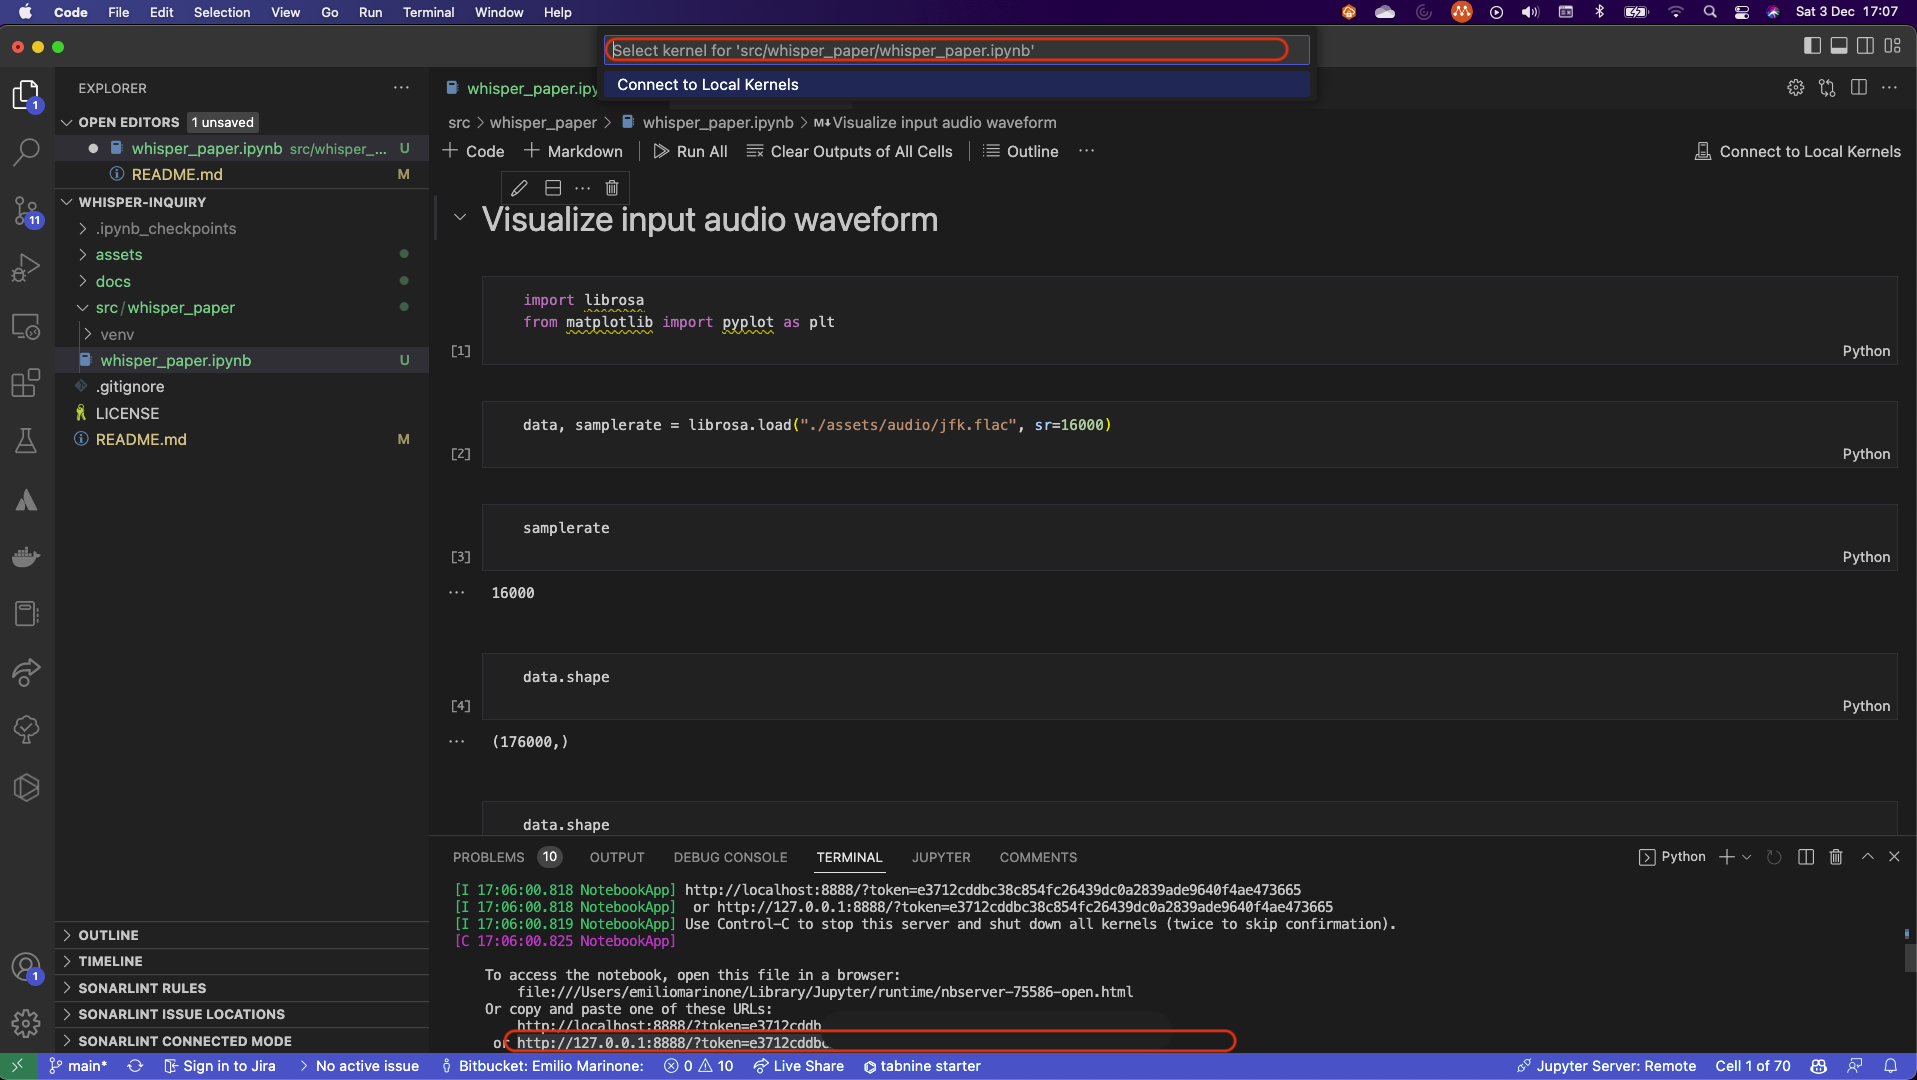 Code File Edit Selection View Go Run Terminal Window Help
Sat 3 Dec 17:07
Select kernel for 'src/whisper_paper/whisper_paper.ipynb'
Connect to Local Kernels
EXPLORER
OPEN EDITORS 1 unsaved
whisper_paper.ipynb src/whisper_... U
README.md M
WHISPER-INQUIRY
.ipynb_checkpoints
assets
docs
src/whisper_paper
venv
whisper_paper.ipynb U
.gitignore
LICENSE
README.md M
OUTLINE
TIMELINE
SONARLINT RULES
SONARLINT ISSUE LOCATIONS
SONARLINT CONNECTED MODE
1
11
1
whisper_paper.ipy
src > whisper_paper > whisper_paper.ipynb > M↓Visualize input audio waveform
+ Code + Markdown Run All Clear Outputs of All Cells Outline ...
Connect to Local Kernels
Visualize input audio waveform
import librosa
from matplotlib import pyplot as plt
[1] Python
data, samplerate = librosa.load("./assets/audio/jfk.flac", sr=16000)
[2] Python
samplerate
[3] Python
16000
data.shape
[4] Python
(176000,)
data.shape
PROBLEMS 10 OUTPUT DEBUG CONSOLE TERMINAL JUPYTER COMMENTS
Python
[I 17:06:00.818 NotebookApp] http://localhost:8888/?token=e3712cddbc38c854fc26439dc0a2839ade9640f4ae473665
[I 17:06:00.818 NotebookApp] or http://127.0.0.1:8888/?token=e3712cddbc38c854fc26439dc0a2839ade9640f4ae473665
[I 17:06:00.819 NotebookApp] Use Control-C to stop this server and shut down all kernels (twice to skip confirmation).
[C 17:06:00.825 NotebookApp]
To access the notebook, open this file in a browser:
file:///Users/emiliomarinone/Library/Jupyter/runtime/nbserver-75586-open.html
Or copy and paste one of these URLs:
http://localhost:8888/?token=e3712cddb
or http://127.0.0.1:8888/?token=e3712cddbc
main* Sign in to Jira No active issue Bitbucket: Emilio Marinone: 0 10 Live Share tabnine starter Jupyter Server: Remote Cell 1 of 70